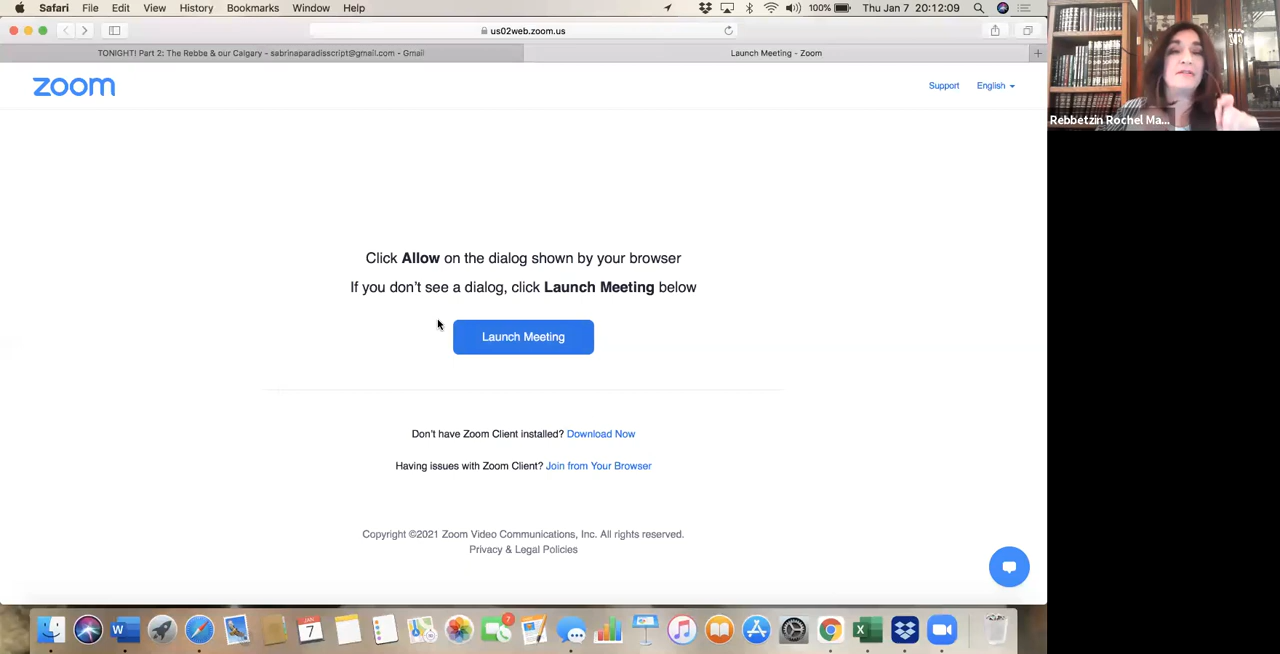 Safari File Edit View History Bookmarks Window Help
100% Thu Jan 7 20:12:09
us02web.zoom.us
TONIGHT! Part 2: The Rebbe & our Calgary - sabrinaparadisscript@gmail.com - Gmail
Launch Meeting - Zoom
zoom
Support English
Rebbetzin Rochel Ma...
Click Allow on the dialog shown by your browser
If you don't see a dialog, click Launch Meeting below
Launch Meeting
Don't have Zoom Client installed? Download Now
Having issues with Zoom Client? Join from Your Browser
Copyright ©2021 Zoom Video Communications, Inc. All rights reserved.
Privacy & Legal Policies
W
7
7
X